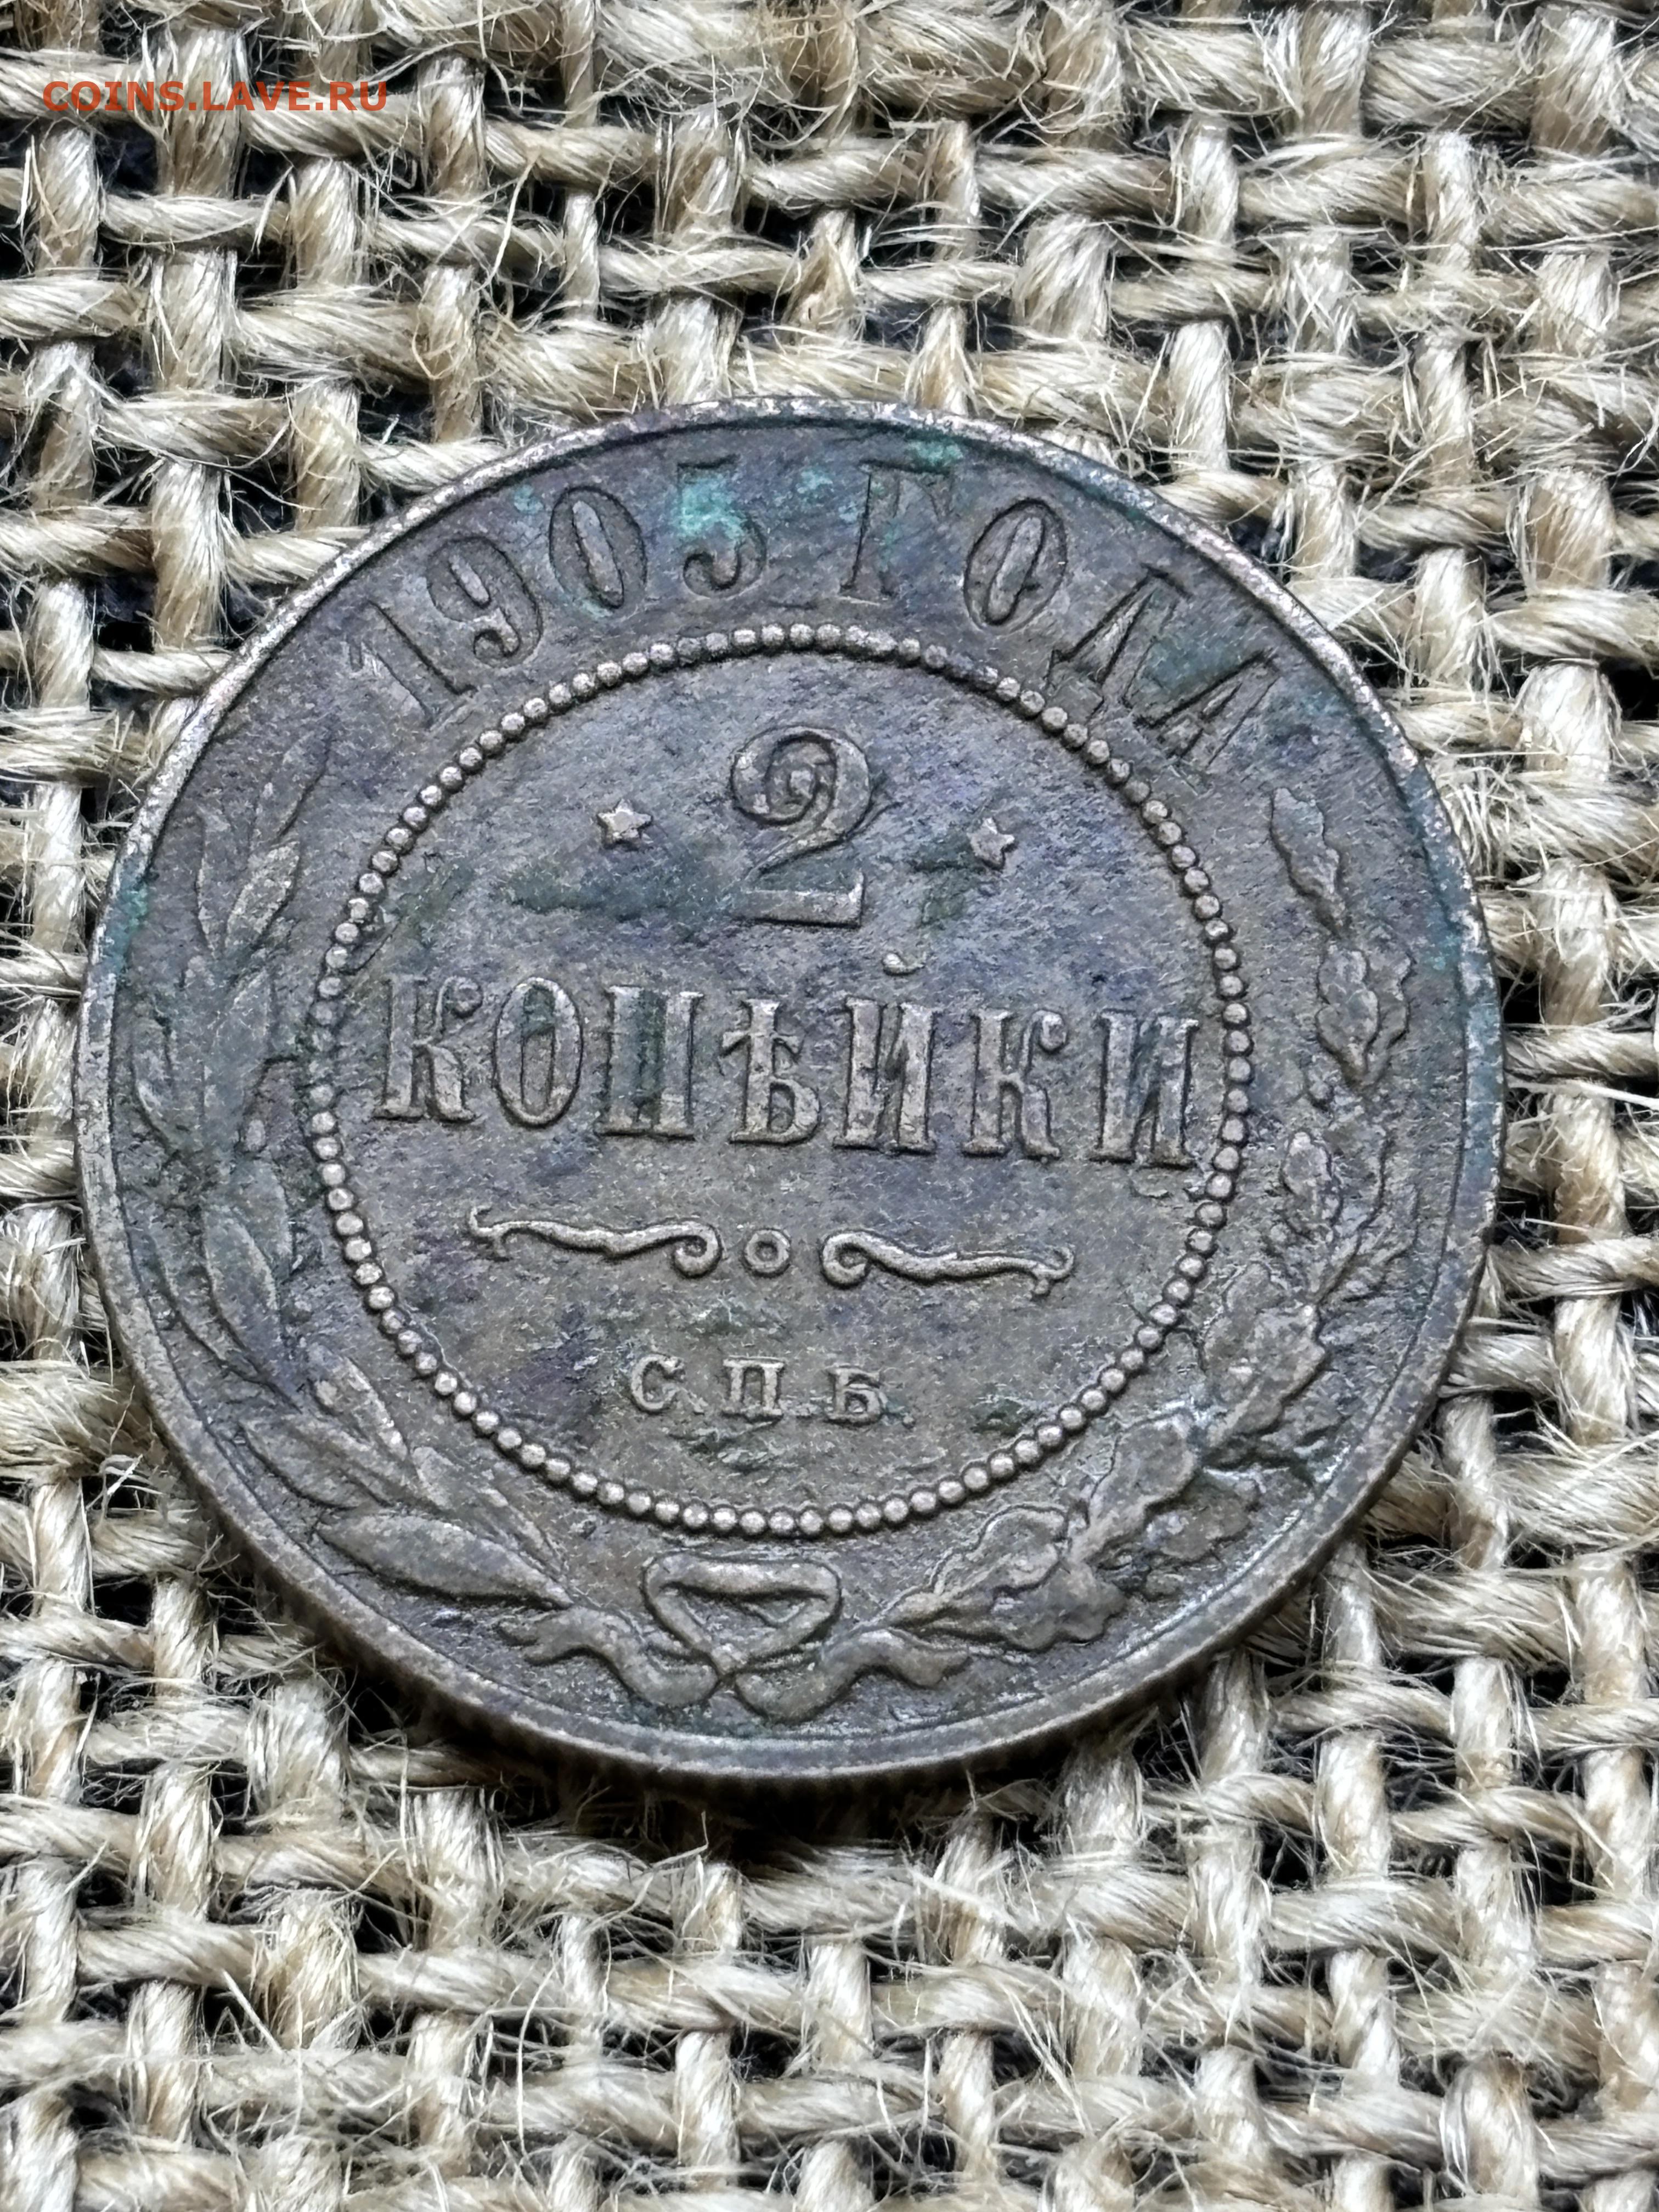 COINS.LAVE.RU
1905 ГОДА
2
КОПѢЙКИ
С.П.Б.